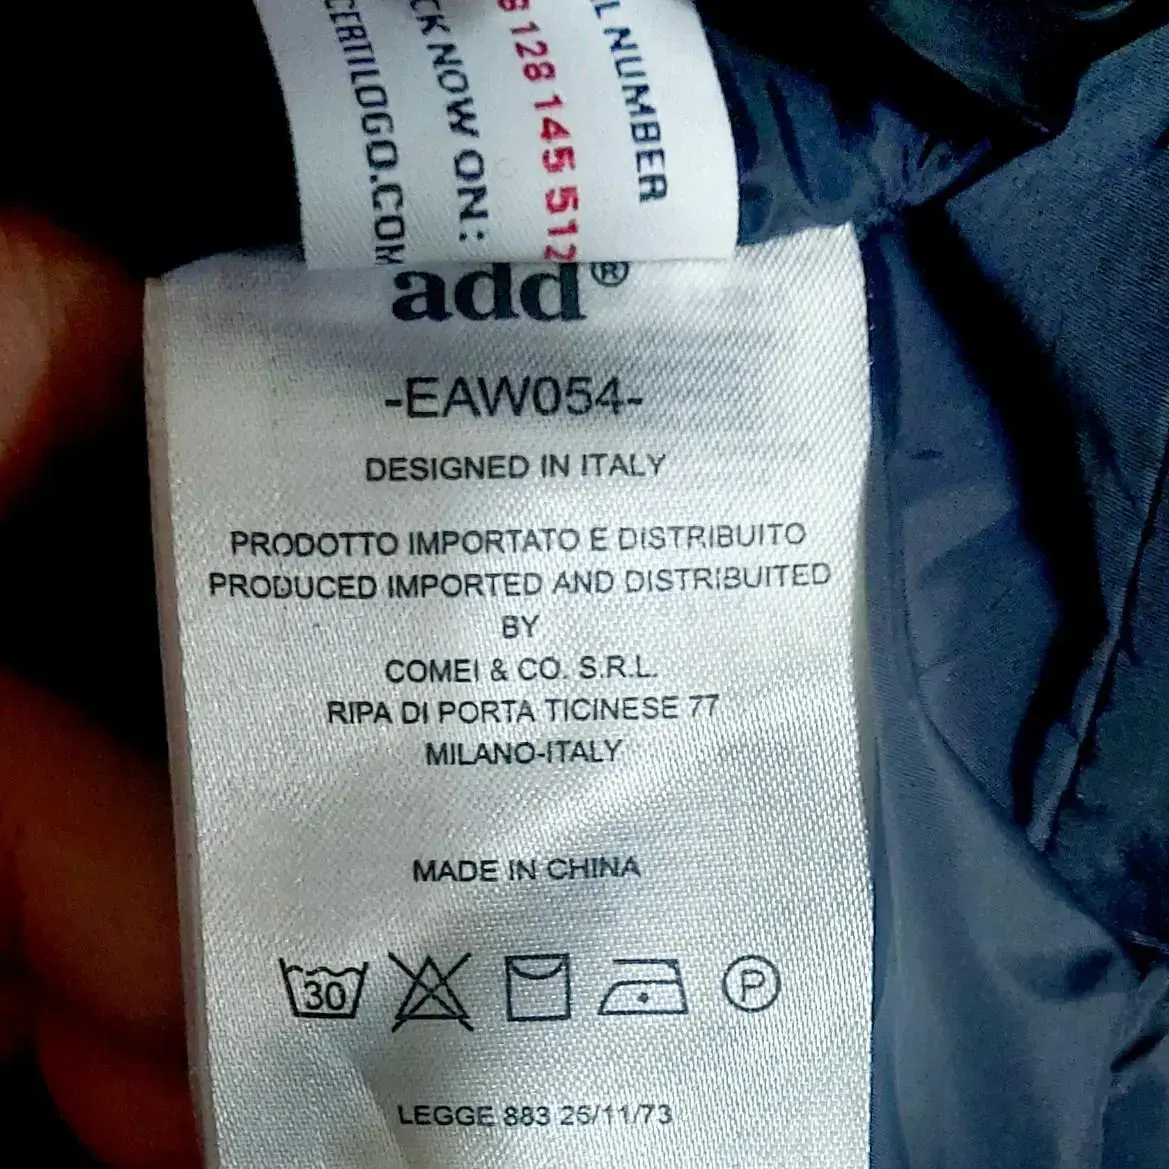 NUMBER
128 145 512
CK NOW ON:
CERTILOGO.COM
add®
-EAW054-
DESIGNED IN ITALY
PRODOTTO IMPORTATO E DISTRIBUITO
PRODUCED IMPORTED AND DISTRIBUITED
BY
COMEI & CO. S.R.L.
RIPA DI PORTA TICINESE 77
MILANO-ITALY
MADE IN CHINA
30
P
LEGGE 883 26/11/73